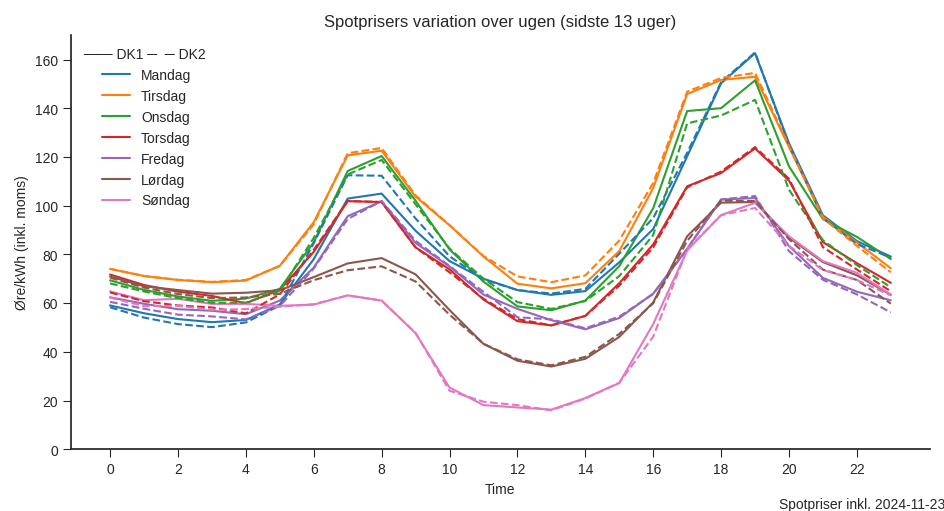 Spotprisers variation over ugen (sidste 13 uger)
DK1 DK2
Mandag
Tirsdag
Onsdag
Torsdag
Fredag
Lørdag
Søndag
Øre/kWh (inkl. moms)
160
140
120
100
80
60
40
20
0
0 2 4 6 8 10 12 14 16 18 20 22
Time
Spotpriser inkl. 2024-11-23